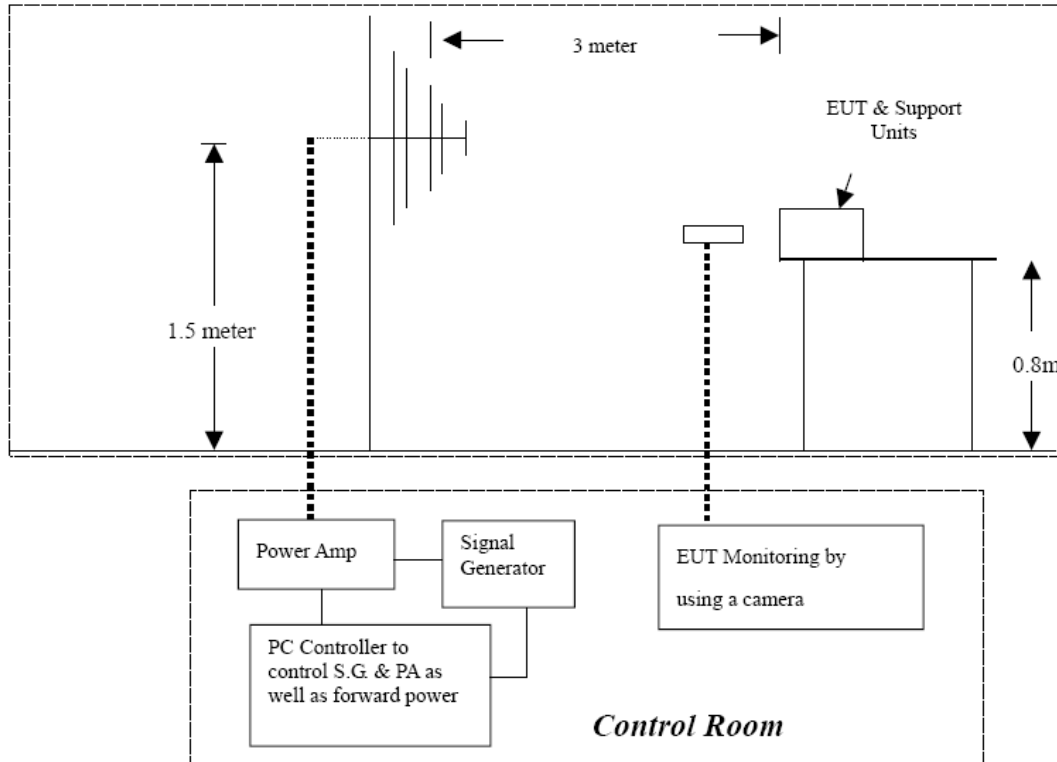 3 meter
EUT & Support
Units
1.5 meter
0.8m
Power Amp
Signal
Generator
EUT Monitoring by
using a camera
PC Controller to
control S.G. & PA as
well as forward power
Control Room